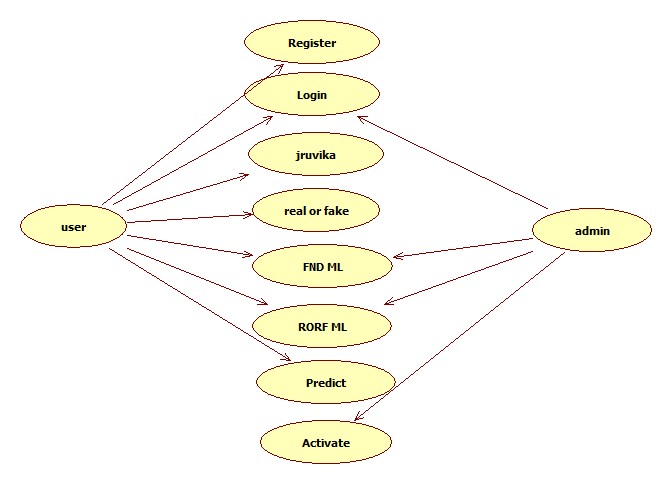 Register
Login
jruvika
real or fake
user
admin
FND ML
RORF ML
Predict
Activate